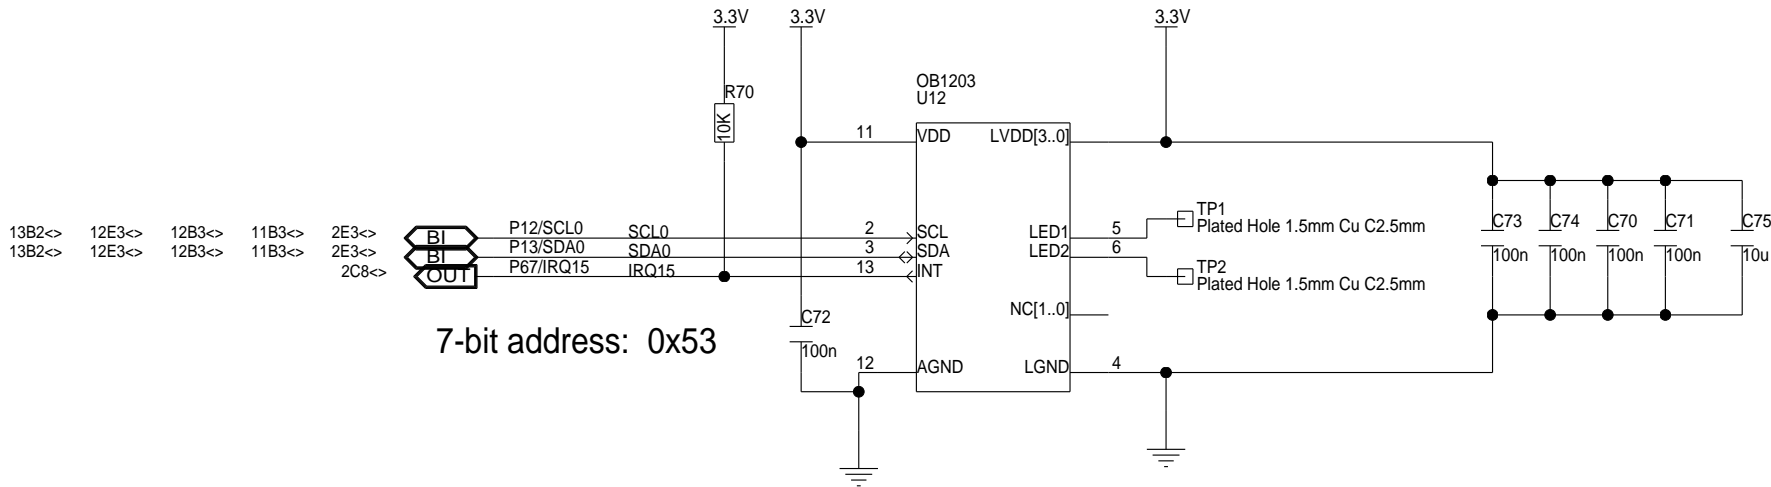 3.3V 3.3V 3.3V
OB1203
U12
R70
10K
11 VDD LVDD[3..0]
13B2<> 12E3<> 12B3<> 11B3<> 2E3<> BI P12/SCL0 SCL0 2 SCL
13B2<> 12E3<> 12B3<> 11B3<> 2E3<> BI P13/SDA0 SDA0 3 SDA
2C8<> OUT P67/IRQ15 IRQ15 13 INT
LED1 5 TP1
Plated Hole 1.5mm Cu C2.5mm
LED2 6
TP2
Plated Hole 1.5mm Cu C2.5mm
C73 C74 C70 C71 C75
100n 100n 100n 100n 10u
NC[1..0]
C72
100n
7-bit address: 0x53
12 AGND LGND 4